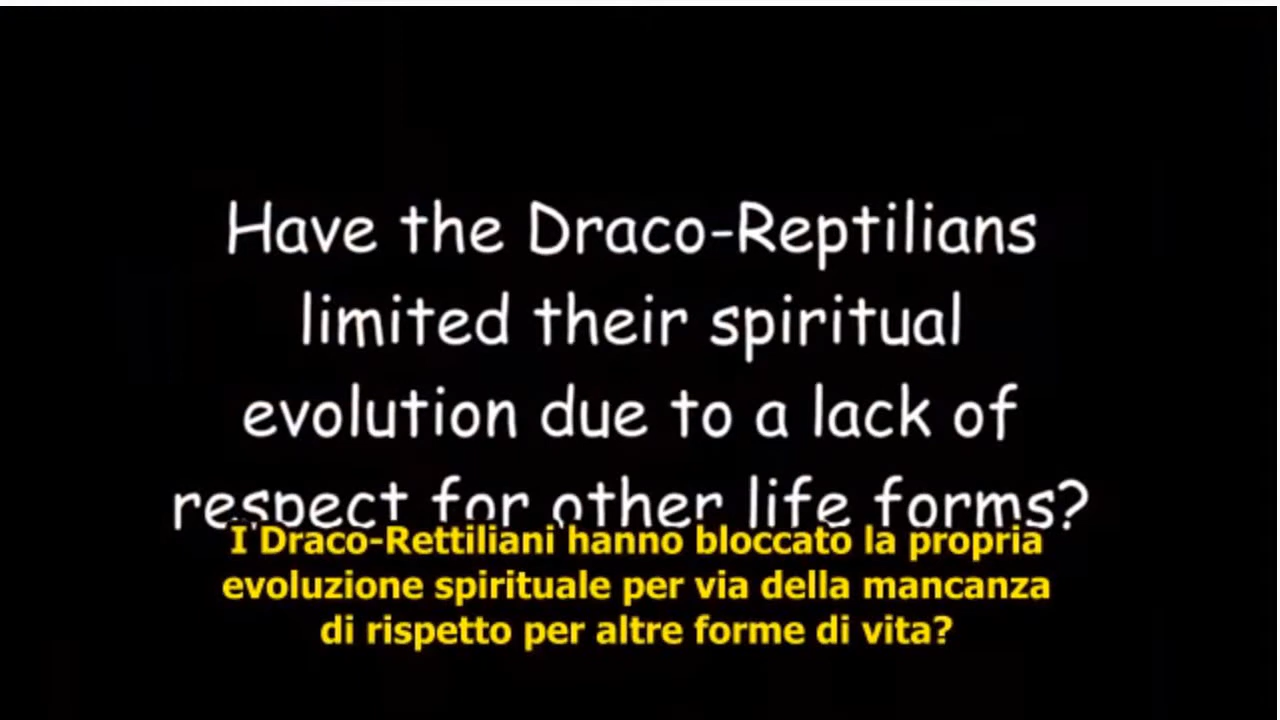 Have the Draco-Reptilians
limited their spiritual
evolution due to a lack of
respect for other life forms?
I Draco-Rettiliani hanno bloccato la propria
evoluzione spirituale per via della mancanza
di rispetto per altre forme di vita?